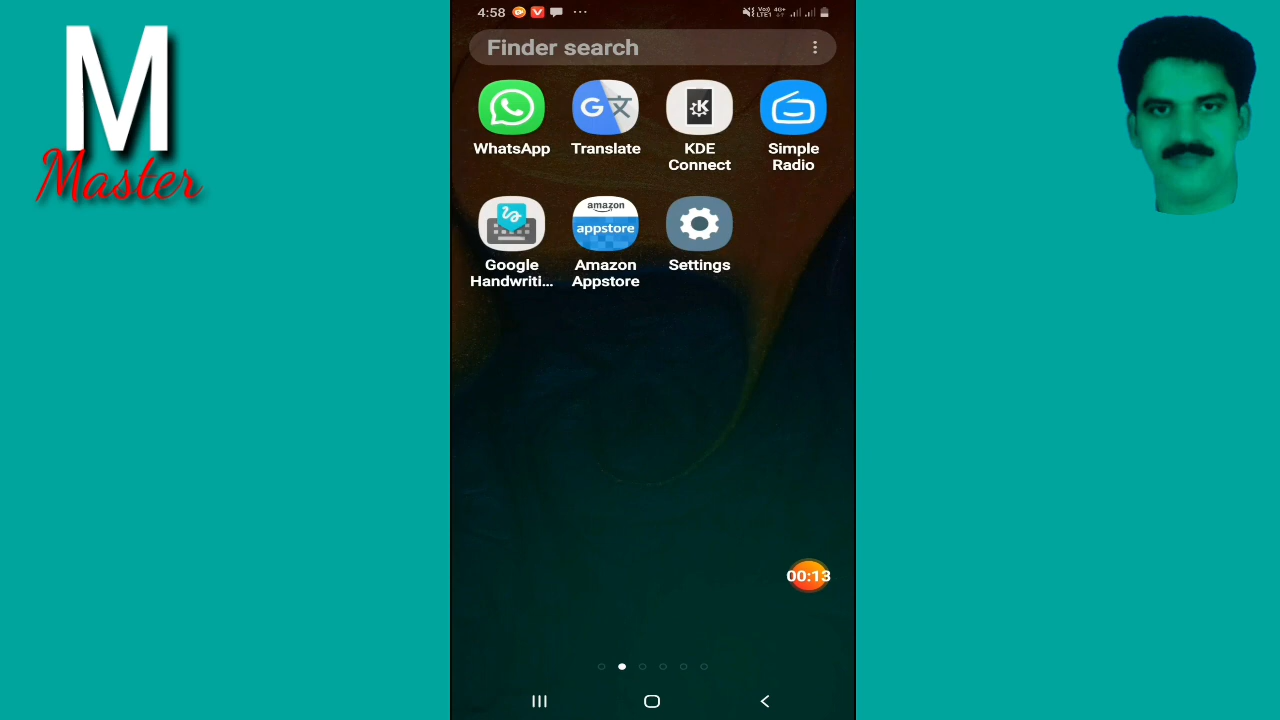 M
Master
4:58
Finder search
WhatsApp
Translate
KDE
Connect
Simple
Radio
amazon
appstore
Google
Handwriti...
Amazon
Appstore
Settings
00:13